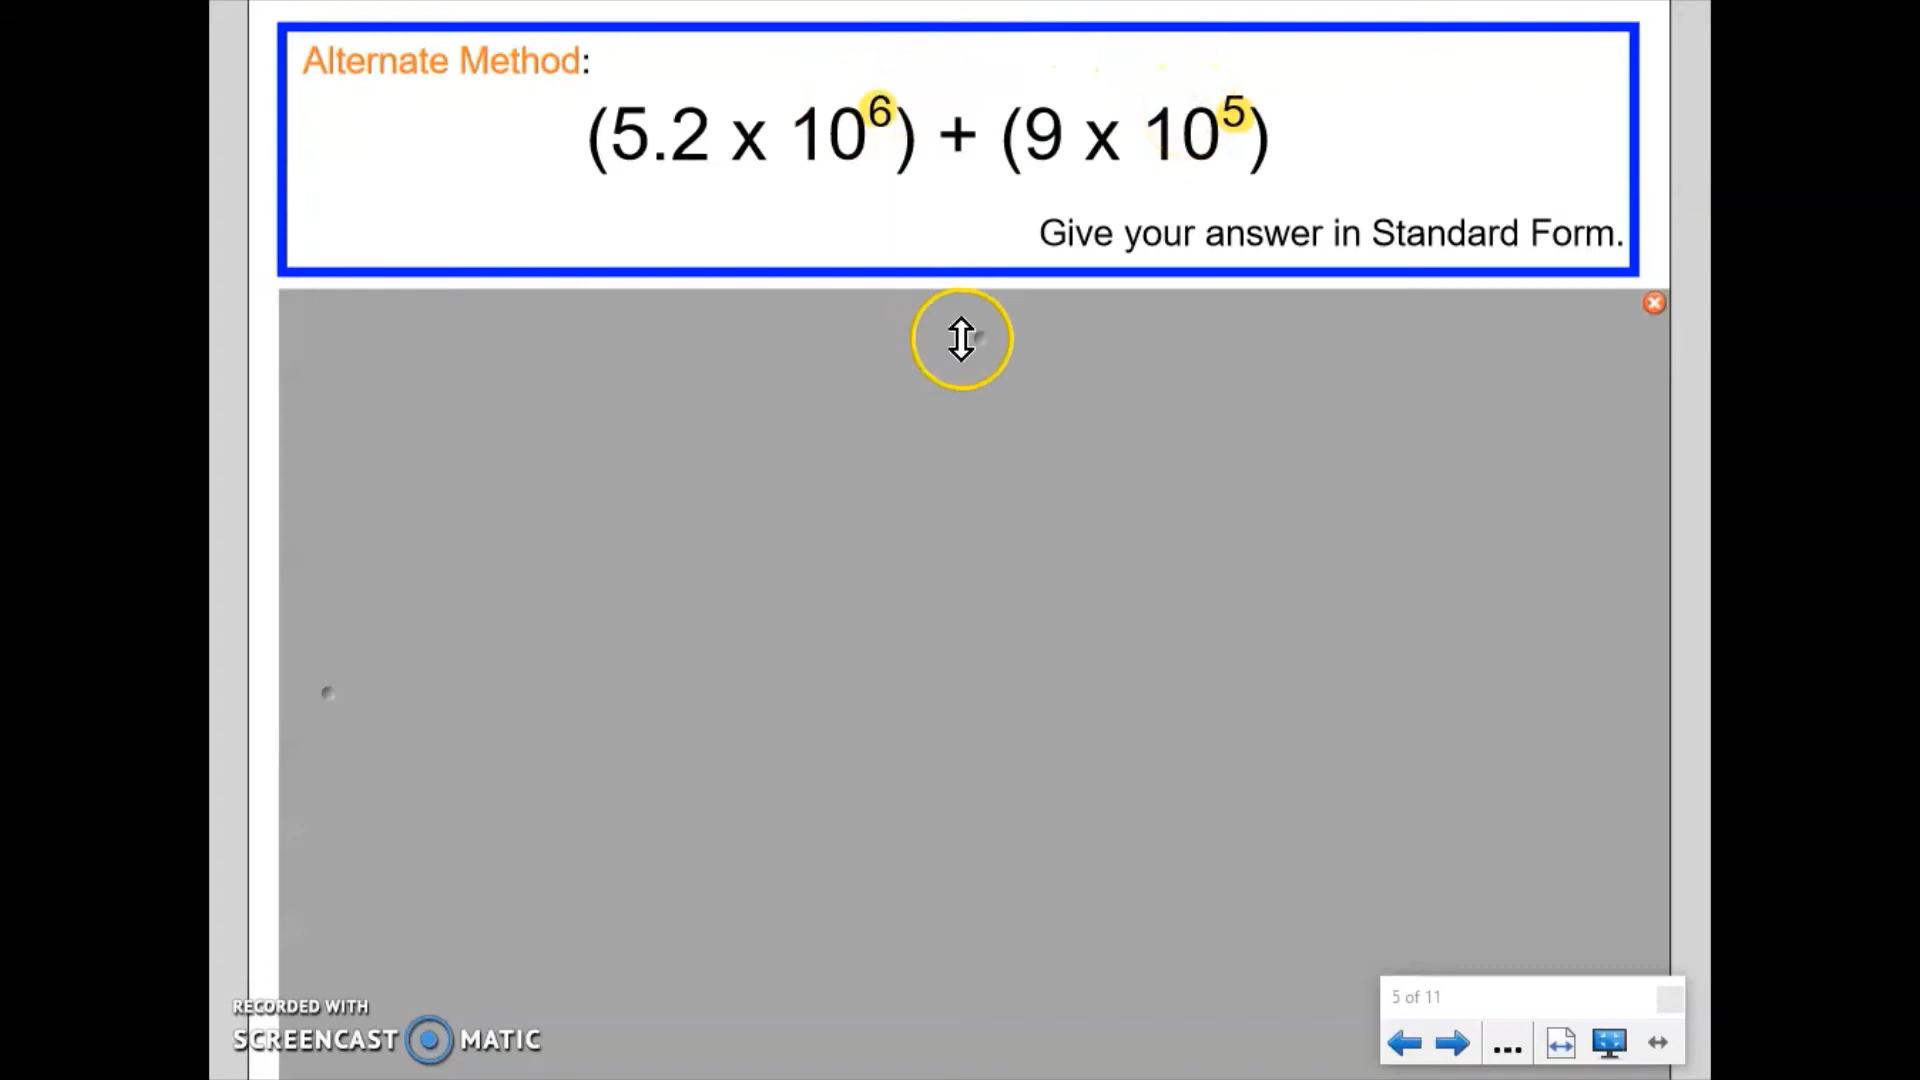 Alternate Method:
(5.2 x 10⁶) + (9 x 10⁵)
Give your answer in Standard Form.
RECORDED WITH
SCREENCAST MATIC
5 of 11
...